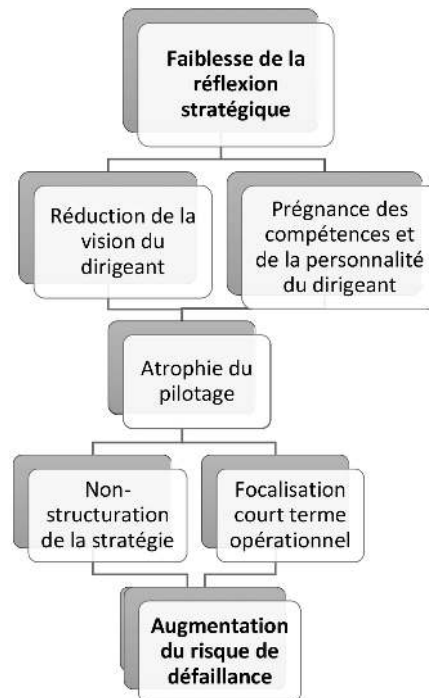 Faiblesse de la
réflexion
stratégique
Réduction de la
vision du
dirigeant
Prégnance des
compétences et
de la personnalité
du dirigeant
Atrophie du
pilotage
Non-
structuration
de la stratégie
Focalisation
court terme
opérationnel
Augmentation
du risque de
défaillance